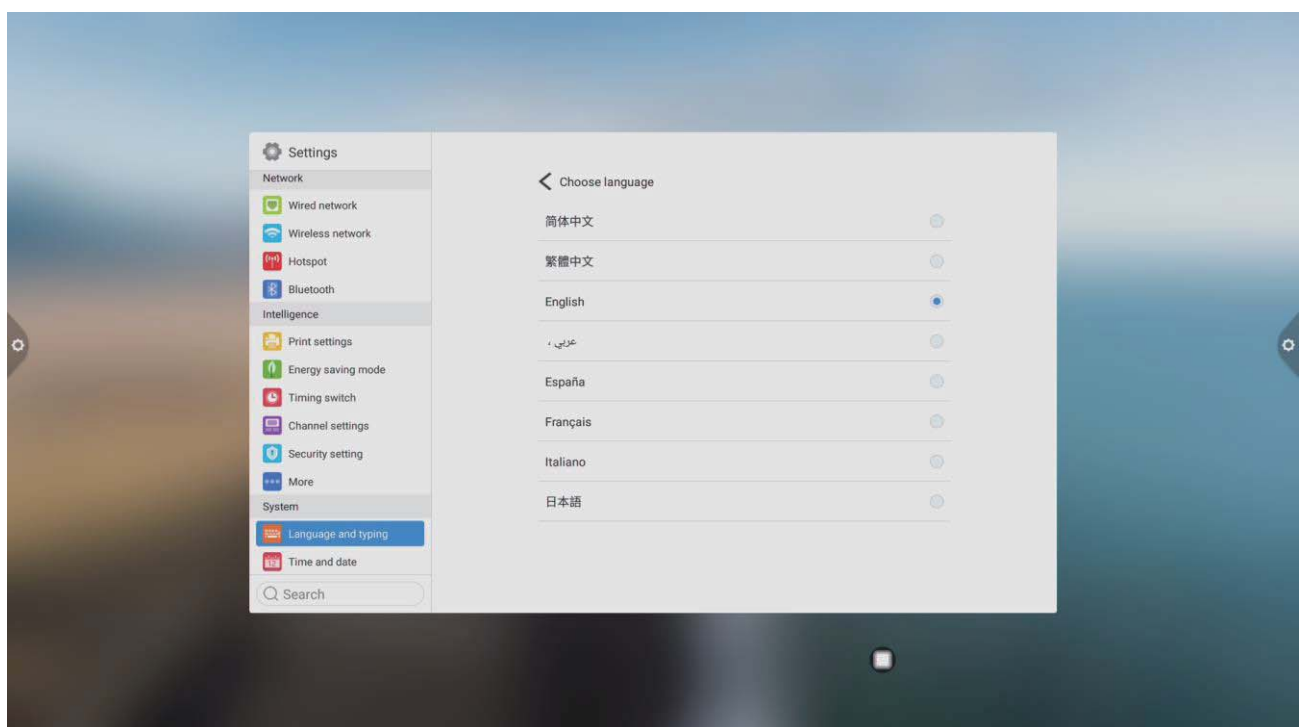 Settings
Network
Wired network
Wireless network
Hotspot
Bluetooth
Intelligence
Print settings
Energy saving mode
Timing switch
Channel settings
Security setting
More
System
Language and typing
Time and date
Search
Choose language
简体中文
繁體中文
English
عربي ،
España
Français
Italiano
日本語